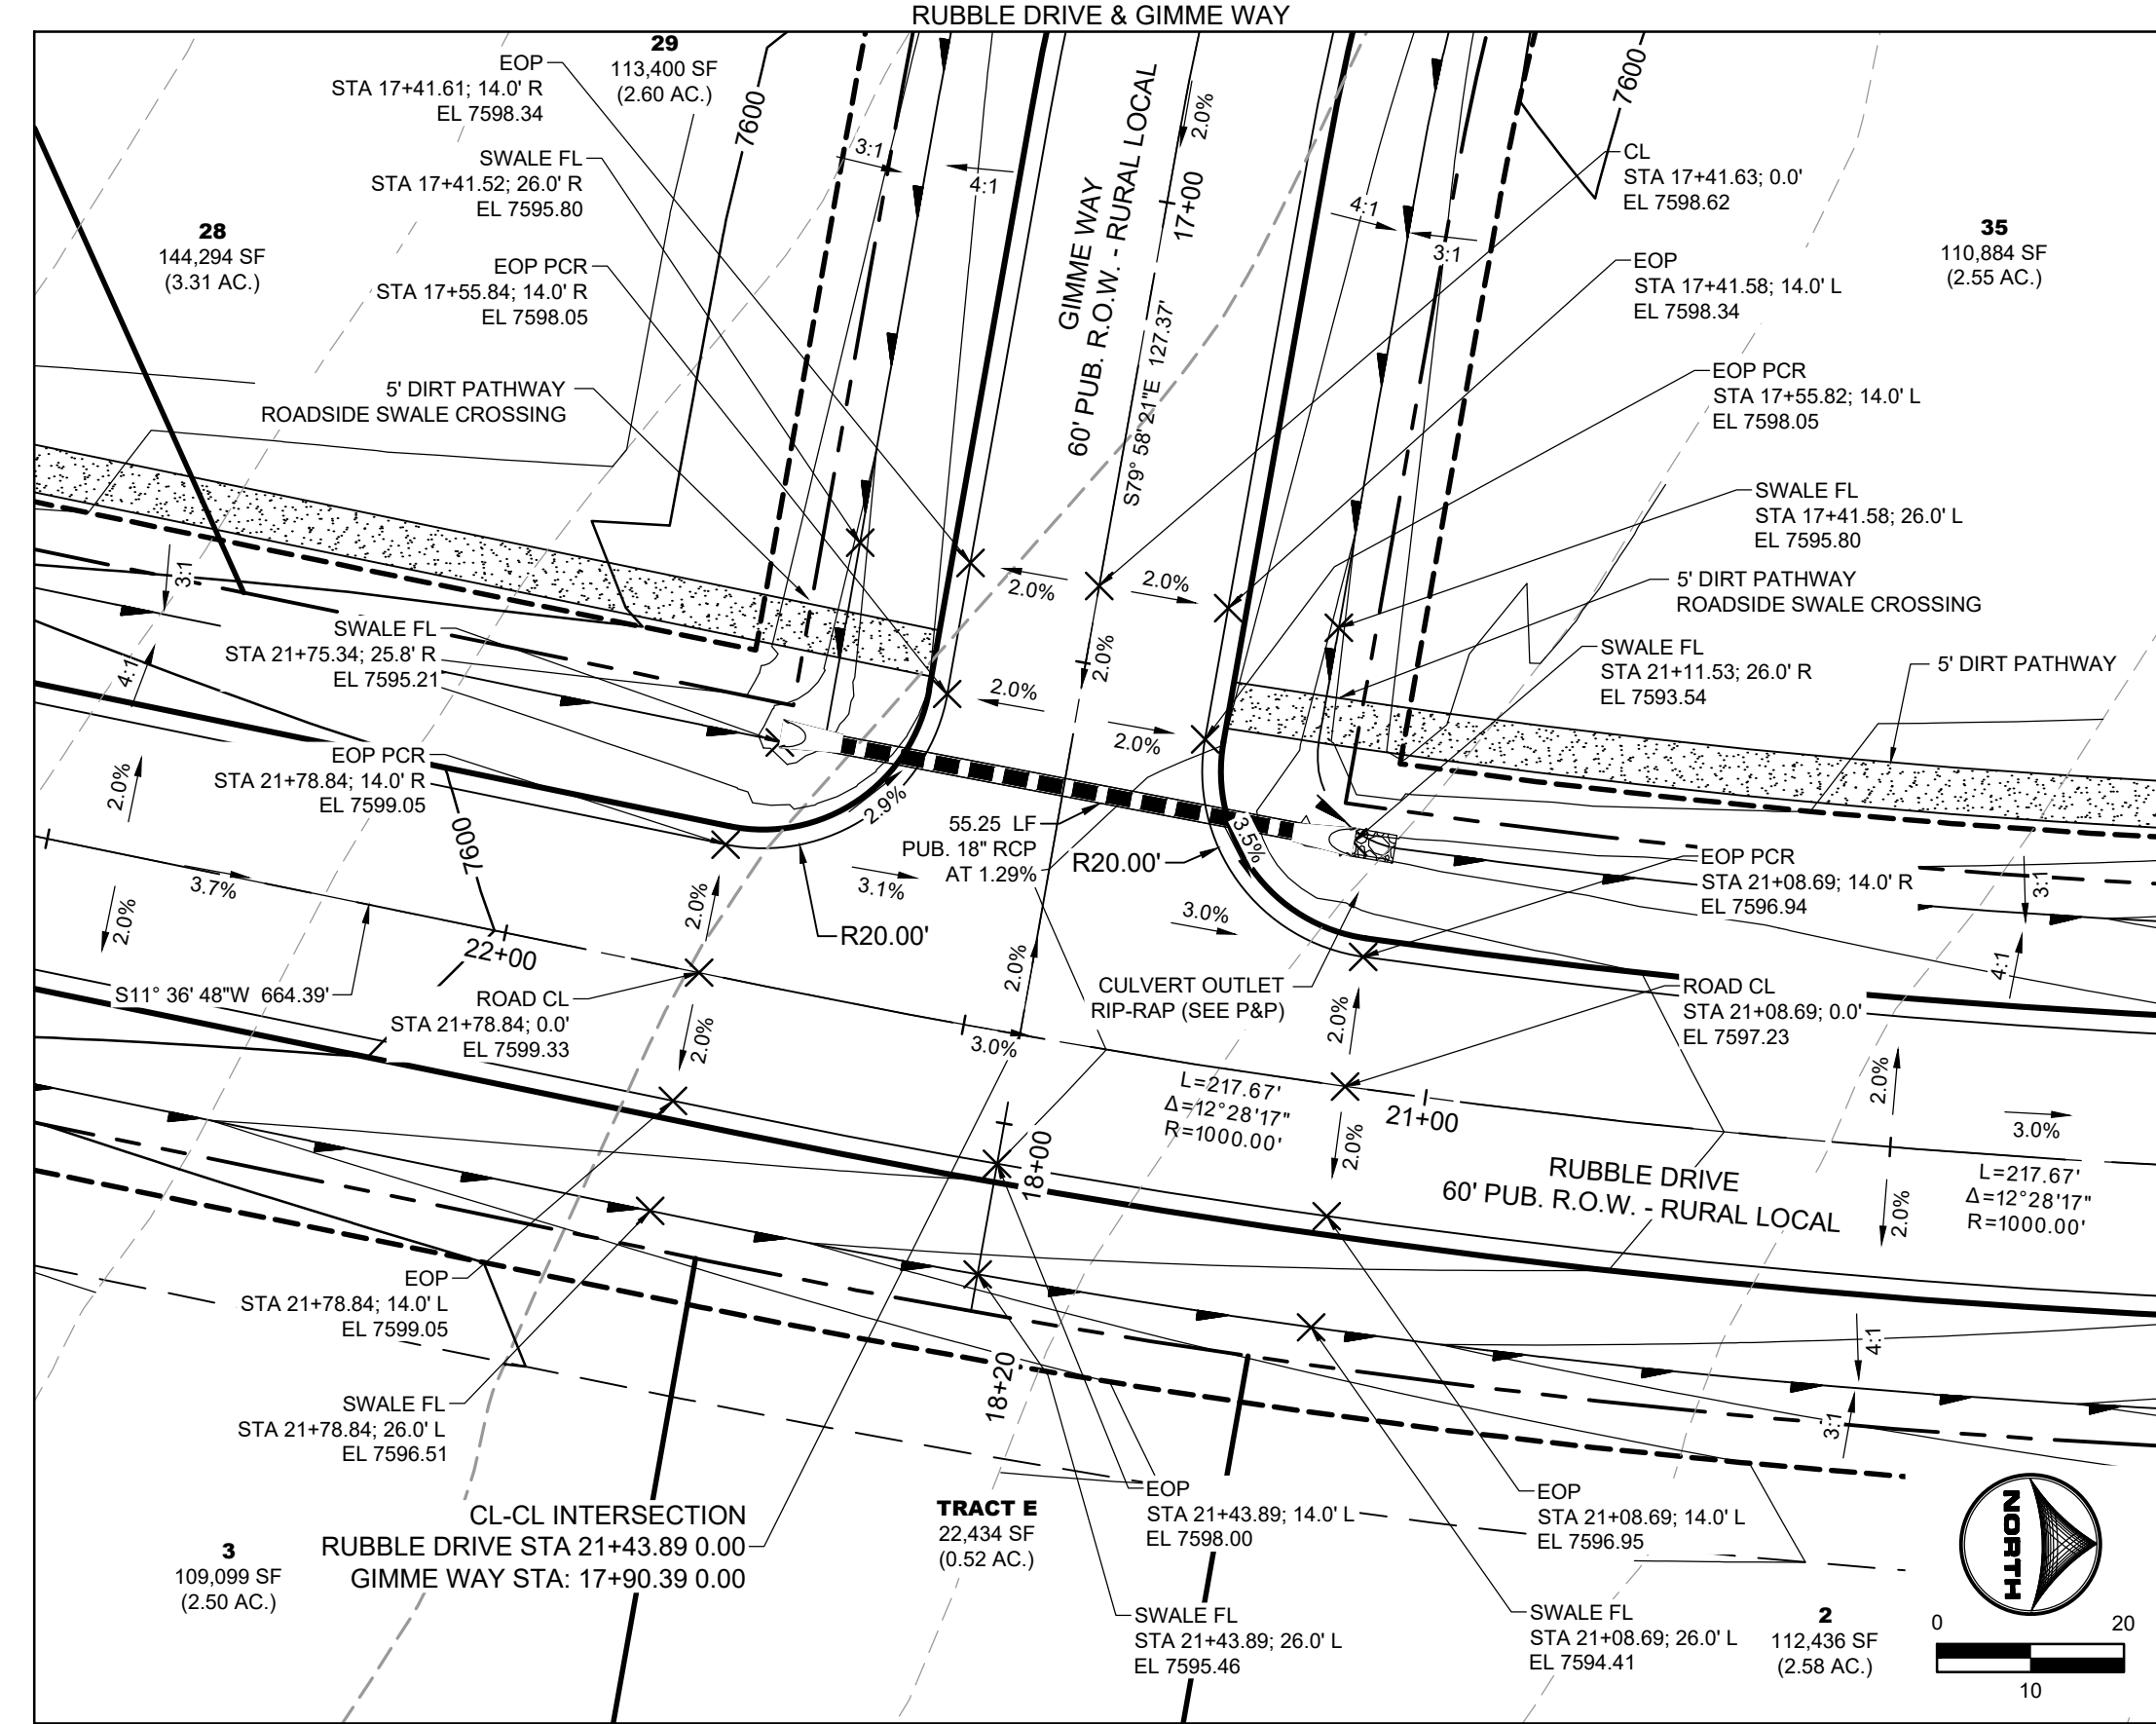 RUBBLE DRIVE & GIMME WAY
29
113,400 SF
(2.60 AC.)
EOP
STA 17+41.61; 14.0' R
EL 7598.34
SWALE FL
STA 17+41.52; 26.0' R
EL 7595.80
EOP PCR
STA 17+55.84; 14.0' R
EL 7598.05
5' DIRT PATHWAY
ROADSIDE SWALE CROSSING
28
144,294 SF
(3.31 AC.)
7600
3:1
4:1
GIMME WAY
60' PUB. R.O.W. - RURAL LOCAL
S79° 58' 21"E 127.37'
17+00
2.0%
7600
4:1
3:1
CL
STA 17+41.63; 0.0'
EL 7598.62
EOP
STA 17+41.58; 14.0' L
EL 7598.34
EOP PCR
STA 17+55.82; 14.0' L
EL 7598.05
SWALE FL
STA 17+41.58; 26.0' L
EL 7595.80
5' DIRT PATHWAY
ROADSIDE SWALE CROSSING
SWALE FL
STA 21+11.53; 26.0' R
EL 7593.54
5' DIRT PATHWAY
35
110,884 SF
(2.55 AC.)
2.0%
2.0%
2.0%
2.0%
2.0%
3:1
4:1
SWALE FL
STA 21+75.34; 25.8' R
EL 7595.21
EOP PCR
STA 21+78.84; 14.0' R
EL 7599.05
2.0%
2.0%
3.7%
7600
22+00
S11° 36' 48"W 664.39'
ROAD CL
STA 21+78.84; 0.0'
EL 7599.33
2.0%
2.0%
2.9%
R20.00'
3.1%
55.25 LF
PUB. 18" RCP
AT 1.29%
R20.00'
3.5%
3.0%
2.0%
3.0%
CULVERT OUTLET
RIP-RAP (SEE P&P)
EOP PCR
STA 21+08.69; 14.0' R
EL 7596.94
ROAD CL
STA 21+08.69; 0.0'
EL 7597.23
3:1
4:1
2.0%
2.0%
L=217.67'
Δ=12°28'17"
R=1000.00'
21+00
18+00
RUBBLE DRIVE
60' PUB. R.O.W. - RURAL LOCAL
2.0%
2.0%
3.0%
L=217.67'
Δ=12°28'17"
R=1000.00'
4:1
3:1
18+20
EOP
STA 21+78.84; 14.0' L
EL 7599.05
SWALE FL
STA 21+78.84; 26.0' L
EL 7596.51
CL-CL INTERSECTION
RUBBLE DRIVE STA 21+43.89 0.00
GIMME WAY STA: 17+90.39 0.00
3
109,099 SF
(2.50 AC.)
TRACT E
22,434 SF
(0.52 AC.)
EOP
STA 21+43.89; 14.0' L
EL 7598.00
SWALE FL
STA 21+43.89; 26.0' L
EL 7595.46
EOP
STA 21+08.69; 14.0' L
EL 7596.95
SWALE FL
STA 21+08.69; 26.0' L
EL 7594.41
2
112,436 SF
(2.58 AC.)
NORTH
0
20
10